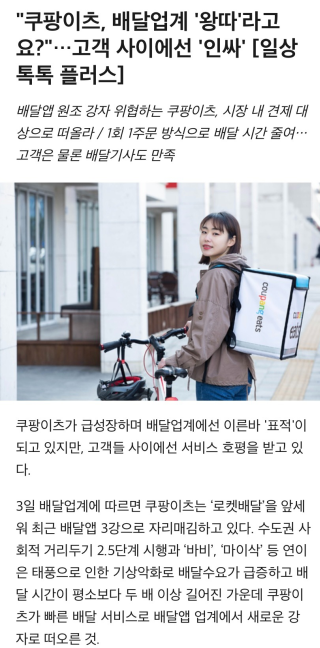 "쿠팡이츠, 배달업계 '왕따'라고
요?"…고객 사이에선 '인싸' [일상
톡톡 플러스]
배달앱 원조 강자 위협하는 쿠팡이츠, 시장 내 견제 대
상으로 떠올라 / 1회 1주문 방식으로 배달 시간 줄여…
고객은 물론 배달기사도 만족
coupang
eats
eats
쿠팡이츠가 급성장하며 배달업계에선 이른바 '표적'이
되고 있지만, 고객들 사이에선 서비스 호평을 받고 있
다.
3일 배달업계에 따르면 쿠팡이츠는 ‘로켓배달’을 앞세
워 최근 배달앱 3강으로 자리매김하고 있다. 수도권 사
회적 거리두기 2.5단계 시행과 ‘바비’, ‘마이삭’ 등 연이
은 태풍으로 인한 기상악화로 배달수요가 급증하고 배
달 시간이 평소보다 두 배 이상 길어진 가운데 쿠팡이
츠가 빠른 배달 서비스로 배달앱 업계에서 새로운 강
자로 떠오른 것.